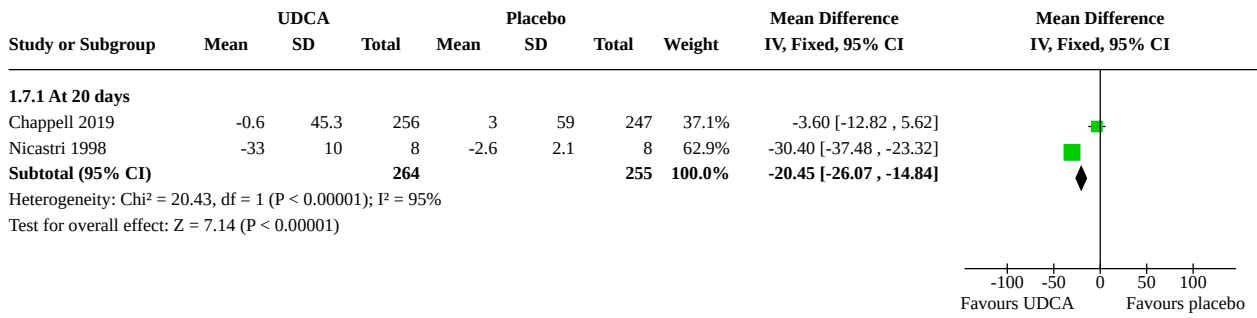 UDCA Placebo Mean Difference Mean Difference
Study or Subgroup Mean SD Total Mean SD Total Weight IV, Fixed, 95% CI IV, Fixed, 95% CI
1.7.1 At 20 days
Chappell 2019 -0.6 45.3 256 3 59 247 37.1% -3.60 [-12.82 , 5.62]
Nicastri 1998 -33 10 8 -2.6 2.1 8 62.9% -30.40 [-37.48 , -23.32]
Subtotal (95% CI) 264 255 100.0% -20.45 [-26.07 , -14.84]
Heterogeneity: Chi² = 20.43, df = 1 (P < 0.00001); I² = 95%
Test for overall effect: Z = 7.14 (P < 0.00001)
-100 -50 0 50 100
Favours UDCA Favours placebo